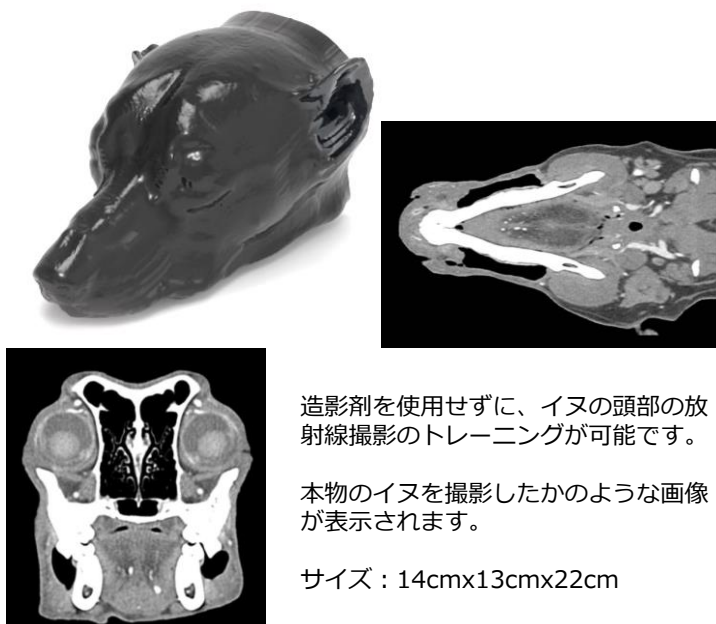 造影剤を使用せずに、イヌの頭部の放
射線撮影のトレーニングが可能です。
本物のイヌを撮影したかのような画像
が表示されます。
サイズ：14cmx13cmx22cm